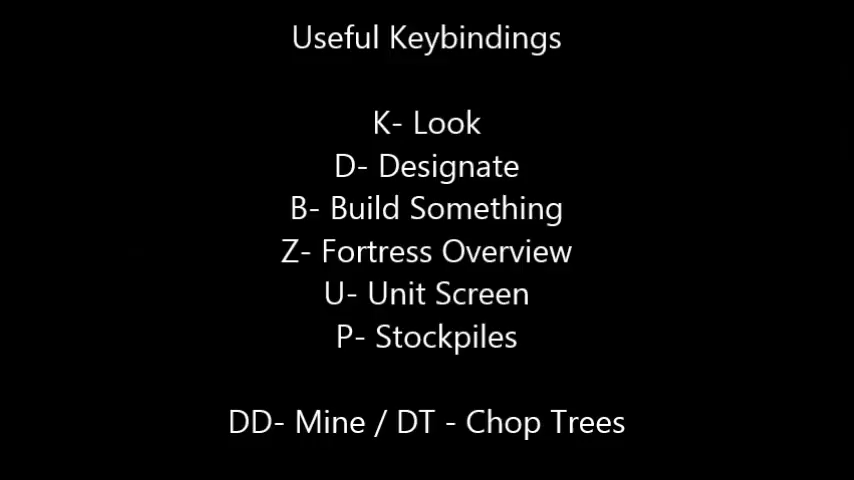 Useful Keybindings
K- Look
D- Designate
B- Build Something
Z- Fortress Overview
U- Unit Screen
P- Stockpiles
DD- Mine / DT - Chop Trees